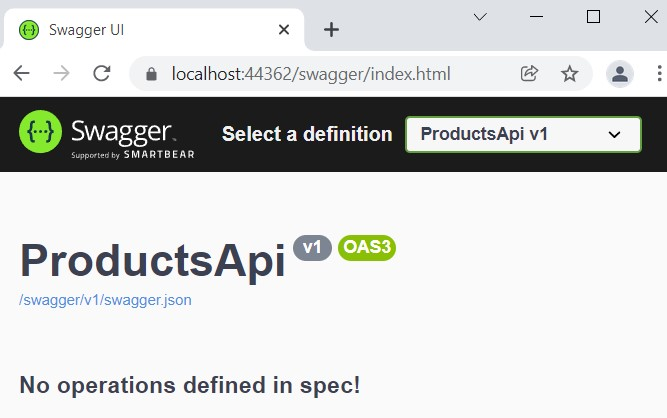 Swagger UI
localhost:44362/swagger/index.html
{···} Swagger™ Select a definition ProductsApi v1
Supported by SMARTBEAR
ProductsApi v1 OAS3
/swagger/v1/swagger.json
No operations defined in spec!